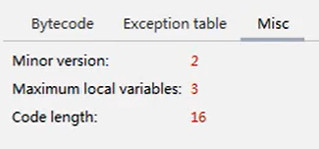 Bytecode Exception table Misc
Minor version: 2
Maximum local variables: 3
Code length: 16